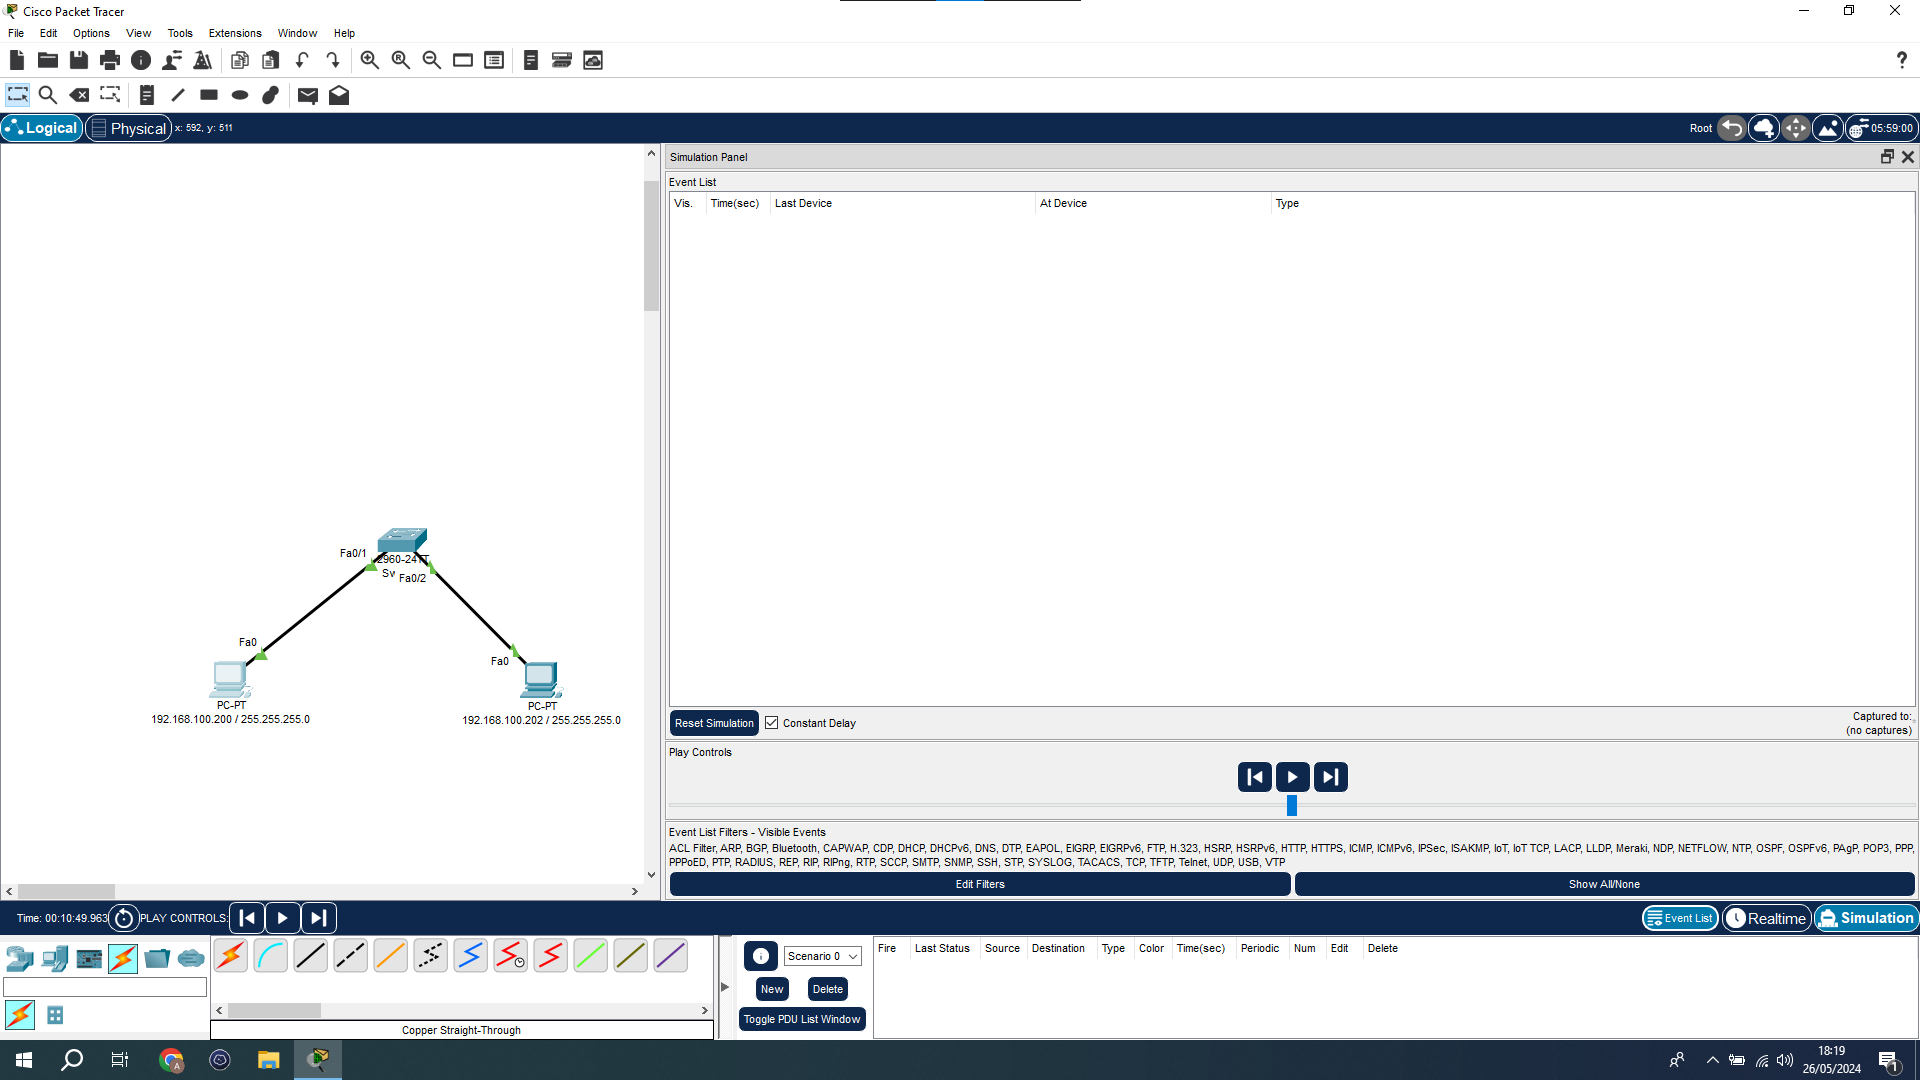 Cisco Packet Tracer
File Edit Options View Tools Extensions Window Help
Logical Physical x: 592, y: 511 Root 05:59:00
Simulation Panel
Event List
Vis. Time(sec) Last Device At Device Type
Fa0/1
2960-24TT
Sw
Fa0/2
Fa0
Fa0
PC-PT
192.168.100.200 / 255.255.255.0
PC-PT
192.168.100.202 / 255.255.255.0
Reset Simulation Constant Delay
Captured to:
(no captures)
Play Controls
Event List Filters - Visible Events
ACL Filter, ARP, BGP, Bluetooth, CAPWAP, CDP, DHCP, DHCPv6, DNS, DTP, EAPOL, EIGRP, EIGRPv6, FTP, H.323, HSRP, HSRPv6, HTTP, HTTPS, ICMP, ICMPv6, IPSec, ISAKMP, IoT, IoT TCP, LACP, LLDP, Meraki, NDP, NETFLOW, NTP, OSPF, OSPFv6, PAgP, POP3, PPP,
PPPoED, PTP, RADIUS, REP, RIP, RIPng, RTP, SCCP, SMTP, SNMP, SSH, STP, SYSLOG, TACACS, TCP, TFTP, Telnet, UDP, USB, VTP
Edit Filters Show All/None
Time: 00:10:49.963 PLAY CONTROLS: Event List Realtime Simulation
Scenario 0
New Delete
Toggle PDU List Window
Fire Last Status Source Destination Type Color Time(sec) Periodic Num Edit Delete
Copper Straight-Through
18:19
26/05/2024
1